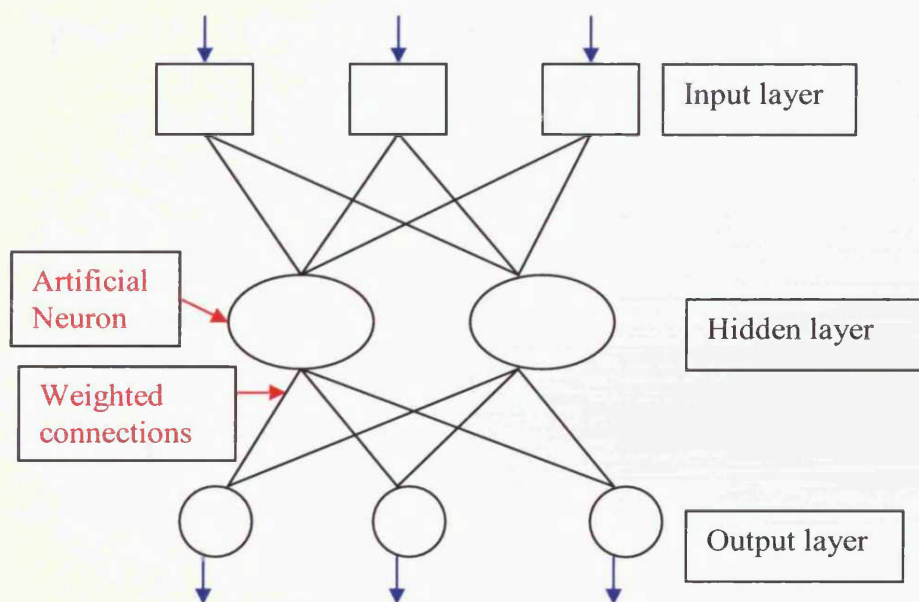 Input layer
Artificial
Neuron
Hidden layer
Weighted
connections
Output layer